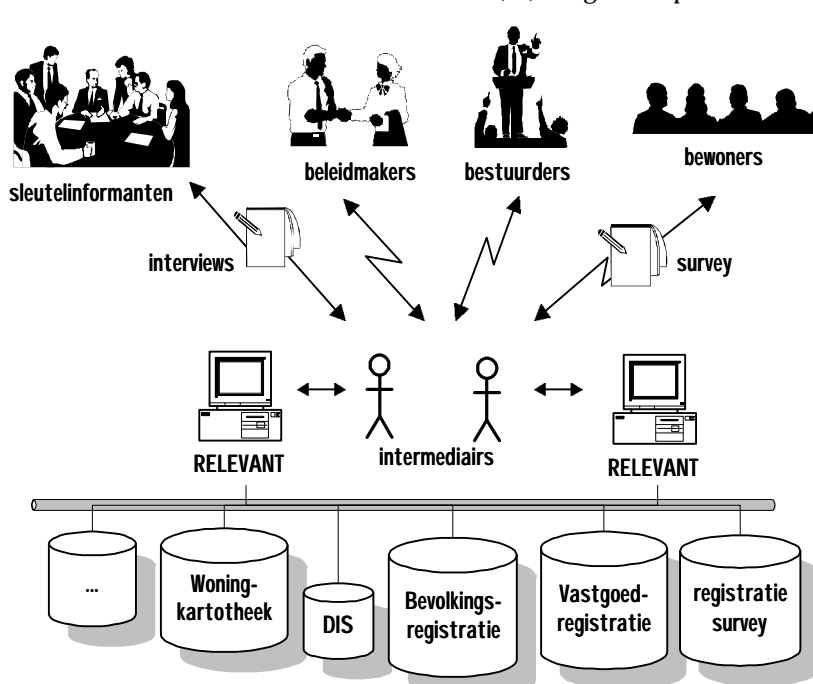 beleidmakers
bestuurders
bewoners
sleutelinformanten
interviews
survey
intermediairs
RELEVANT
RELEVANT
...
Woning-
kartotheek
DIS
Bevolkings-
registratie
Vastgoed-
registratie
registratie
survey